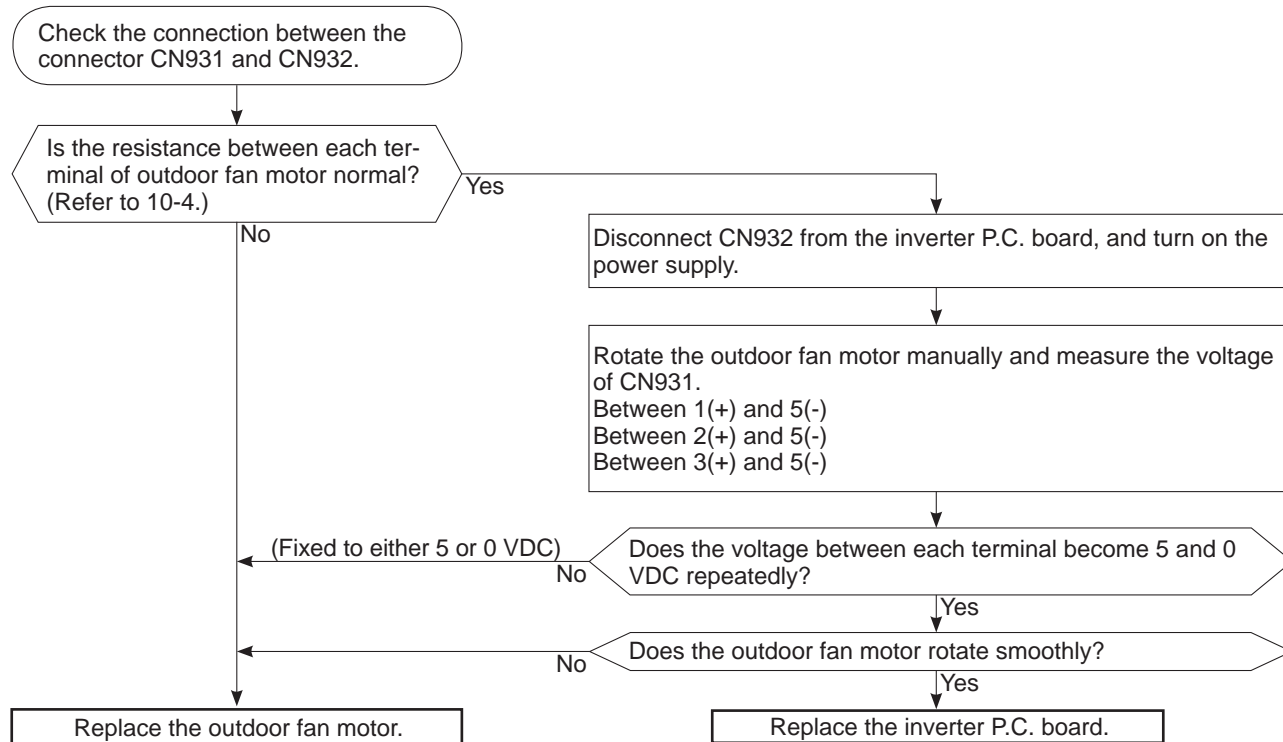 Check the connection between the
connector CN931 and CN932.
Is the resistance between each ter-
minal of outdoor fan motor normal?
(Refer to 10-4.)
Yes
No
Disconnect CN932 from the inverter P.C. board, and turn on the
power supply.
Rotate the outdoor fan motor manually and measure the voltage
of CN931.
Between 1(+) and 5(-)
Between 2(+) and 5(-)
Between 3(+) and 5(-)
(Fixed to either 5 or 0 VDC)
No
Does the voltage between each terminal become 5 and 0
VDC repeatedly?
Yes
No
Does the outdoor fan motor rotate smoothly?
Yes
Replace the outdoor fan motor.
Replace the inverter P.C. board.